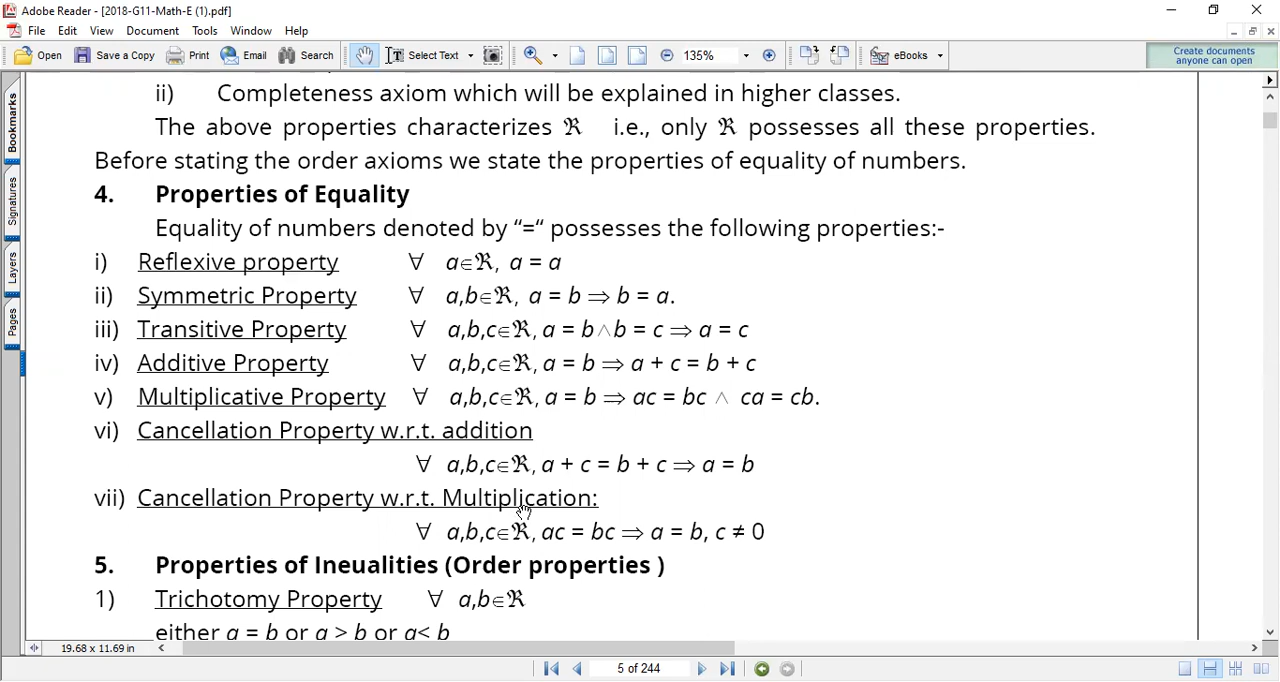 Adobe Reader - [2018-G11-Math-E (1).pdf]
File Edit View Document Tools Window Help
Open Save a Copy Print Email Search Select Text 135% eBooks
Create documents
anyone can open
Bookmarks
Signatures
Layers
Pages
ii) Completeness axiom which will be explained in higher classes.
The above properties characterizes ℜ i.e., only ℜ possesses all these properties.
Before stating the order axioms we state the properties of equality of numbers.
4. Properties of Equality
Equality of numbers denoted by “=“ possesses the following properties:-
i) Reflexive property ∀ a∈ℜ, a = a
ii) Symmetric Property ∀ a,b∈ℜ, a = b ⇒ b = a.
iii) Transitive Property ∀ a,b,c∈ℜ, a = b∧b = c ⇒ a = c
iv) Additive Property ∀ a,b,c∈ℜ, a = b ⇒ a + c = b + c
v) Multiplicative Property ∀ a,b,c∈ℜ, a = b ⇒ ac = bc ∧ ca = cb.
vi) Cancellation Property w.r.t. addition
∀ a,b,c∈ℜ, a + c = b + c ⇒ a = b
vii) Cancellation Property w.r.t. Multiplication:
∀ a,b,c∈ℜ, ac = bc ⇒ a = b, c ≠ 0
5. Properties of Ineualities (Order properties )
1) Trichotomy Property ∀ a,b∈ℜ
either a = b or a > b or a< b
19.68 x 11.69 in
5 of 244